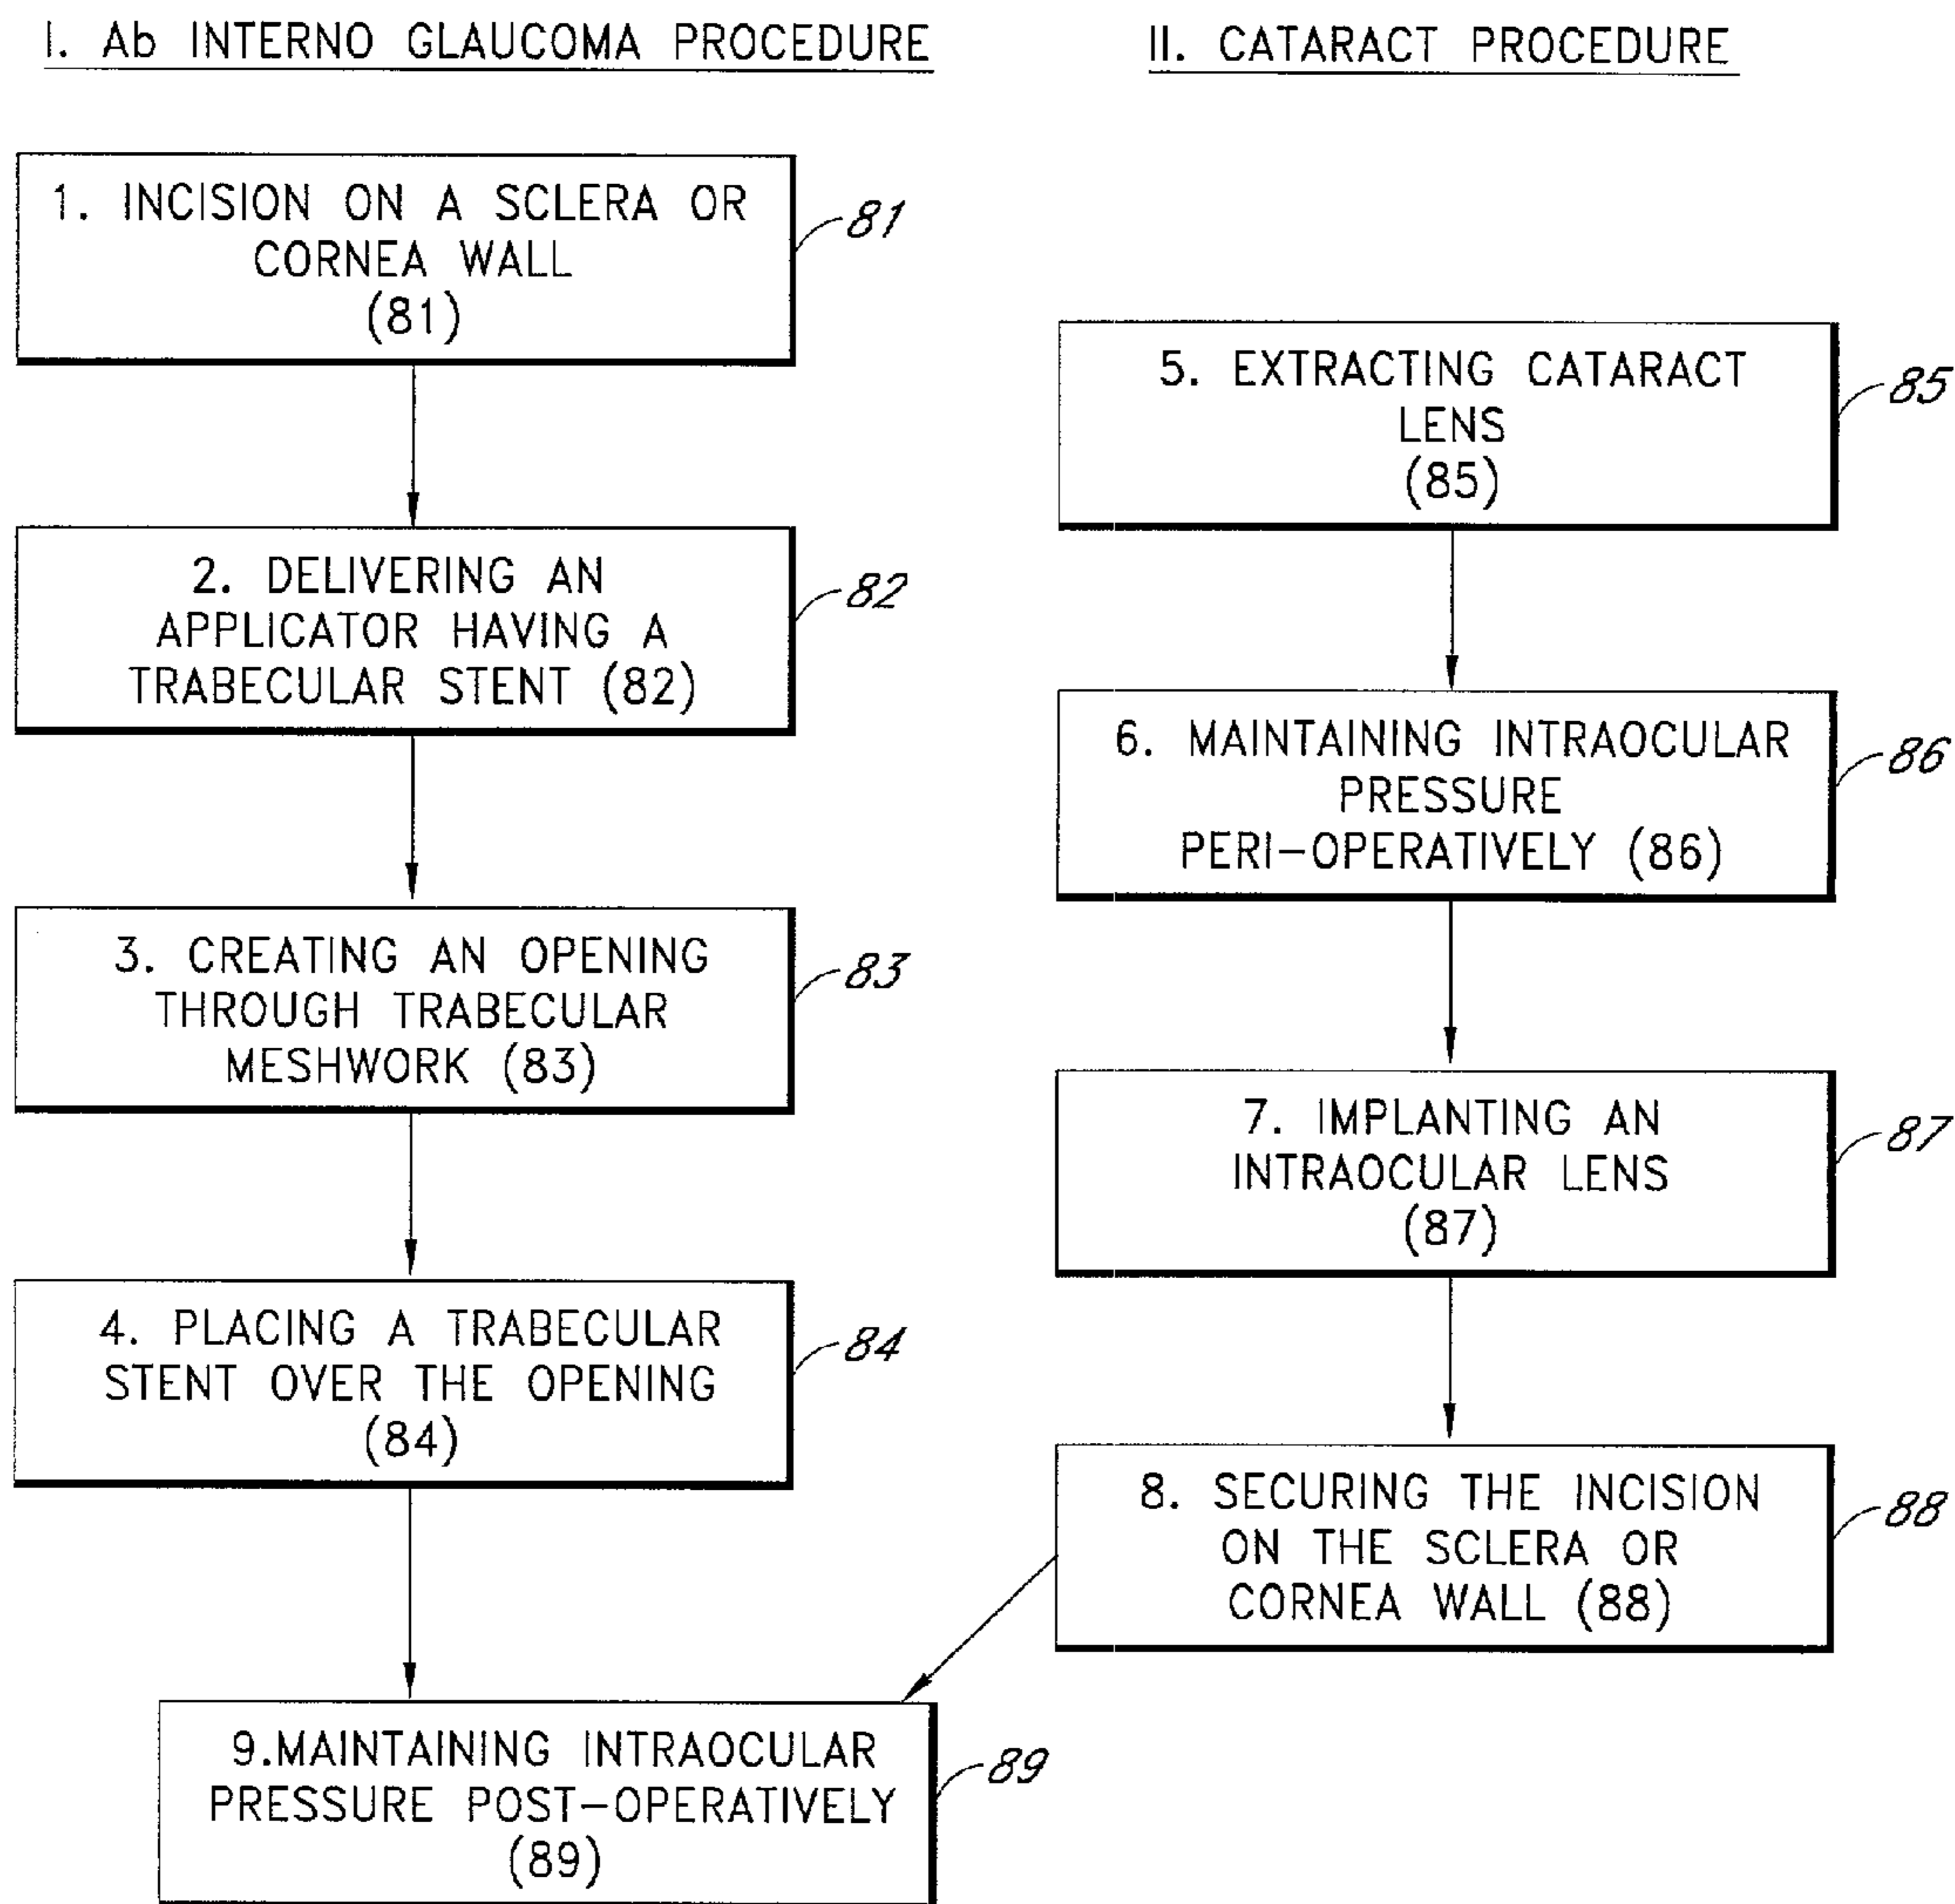 I. Ab INTERNO GLAUCOMA PROCEDURE
1. INCISION ON A SCLERA OR
CORNEA WALL
(81)
81
2. DELIVERING AN
APPLICATOR HAVING A
TRABECULAR STENT (82)
82
3. CREATING AN OPENING
THROUGH TRABECULAR
MESHWORK (83)
83
4. PLACING A TRABECULAR
STENT OVER THE OPENING
(84)
84
II. CATARACT PROCEDURE
5. EXTRACTING CATARACT
LENS
(85)
85
6. MAINTAINING INTRAOCULAR
PRESSURE
PERI-OPERATIVELY (86)
86
7. IMPLANTING AN
INTRAOCULAR LENS
(87)
87
8. SECURING THE INCISION
ON THE SCLERA OR
CORNEA WALL (88)
88
9.MAINTAINING INTRAOCULAR
PRESSURE POST-OPERATIVELY
(89)
89